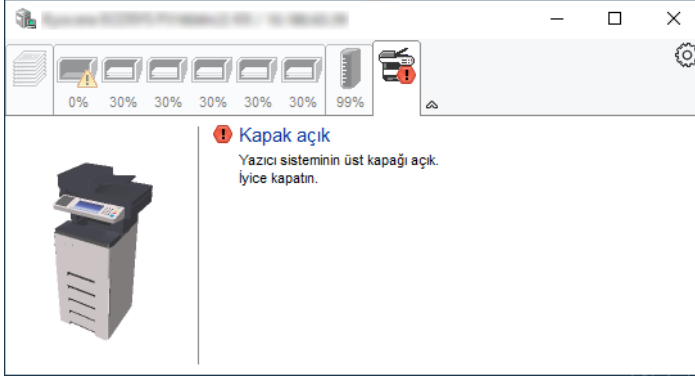 0% 30% 30% 30% 30% 30% 99%
Kapak açık
Yazıcı sisteminin üst kapağı açık.
İyice kapatın.